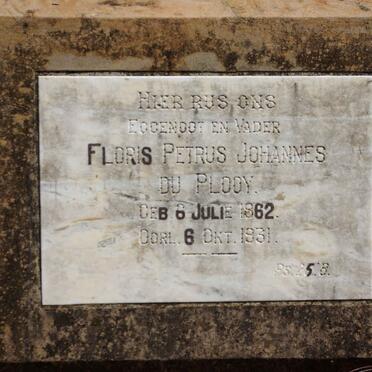 HIER RUS ONS
EGGENOOT EN VADER
FLORIS PETRUS JOHANNES
DU PLOOY.
GEB 6 JULIE 1862.
OORL. 6 OKT. 1931.